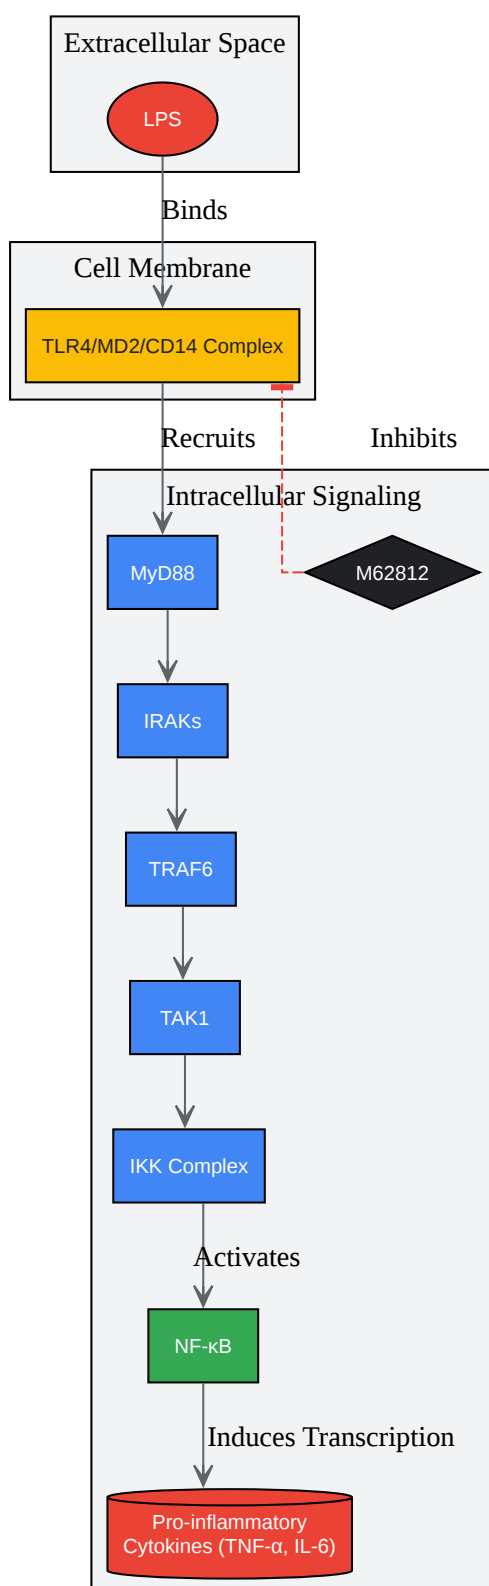 Extracellular Space
LPS
Binds
Cell Membrane
TLR4/MD2/CD14 Complex
Recruits
Inhibits
Intracellular Signaling
MyD88
M62812
IRAKs
TRAF6
TAK1
IKK Complex
Activates
NF-κB
Induces Transcription
Pro-inflammatory
Cytokines (TNF-α, IL-6)